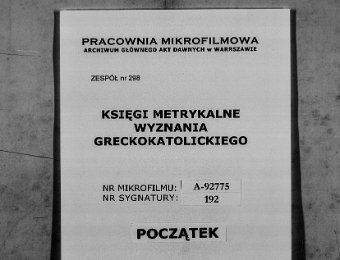 PRACOWNIA MIKROFILMOWA
ARCHIWUM GŁÓWNEGO AKT DAWNYCH w WARSZAWIE
ZESPÓŁ nr 298
KSIĘGI METRYKALNE
WYZNANIA
GRECKOKATOLICKIEGO
NR MIKROFILMU: A-92775
NR SYGNATURY: 192
POCZĄTEK